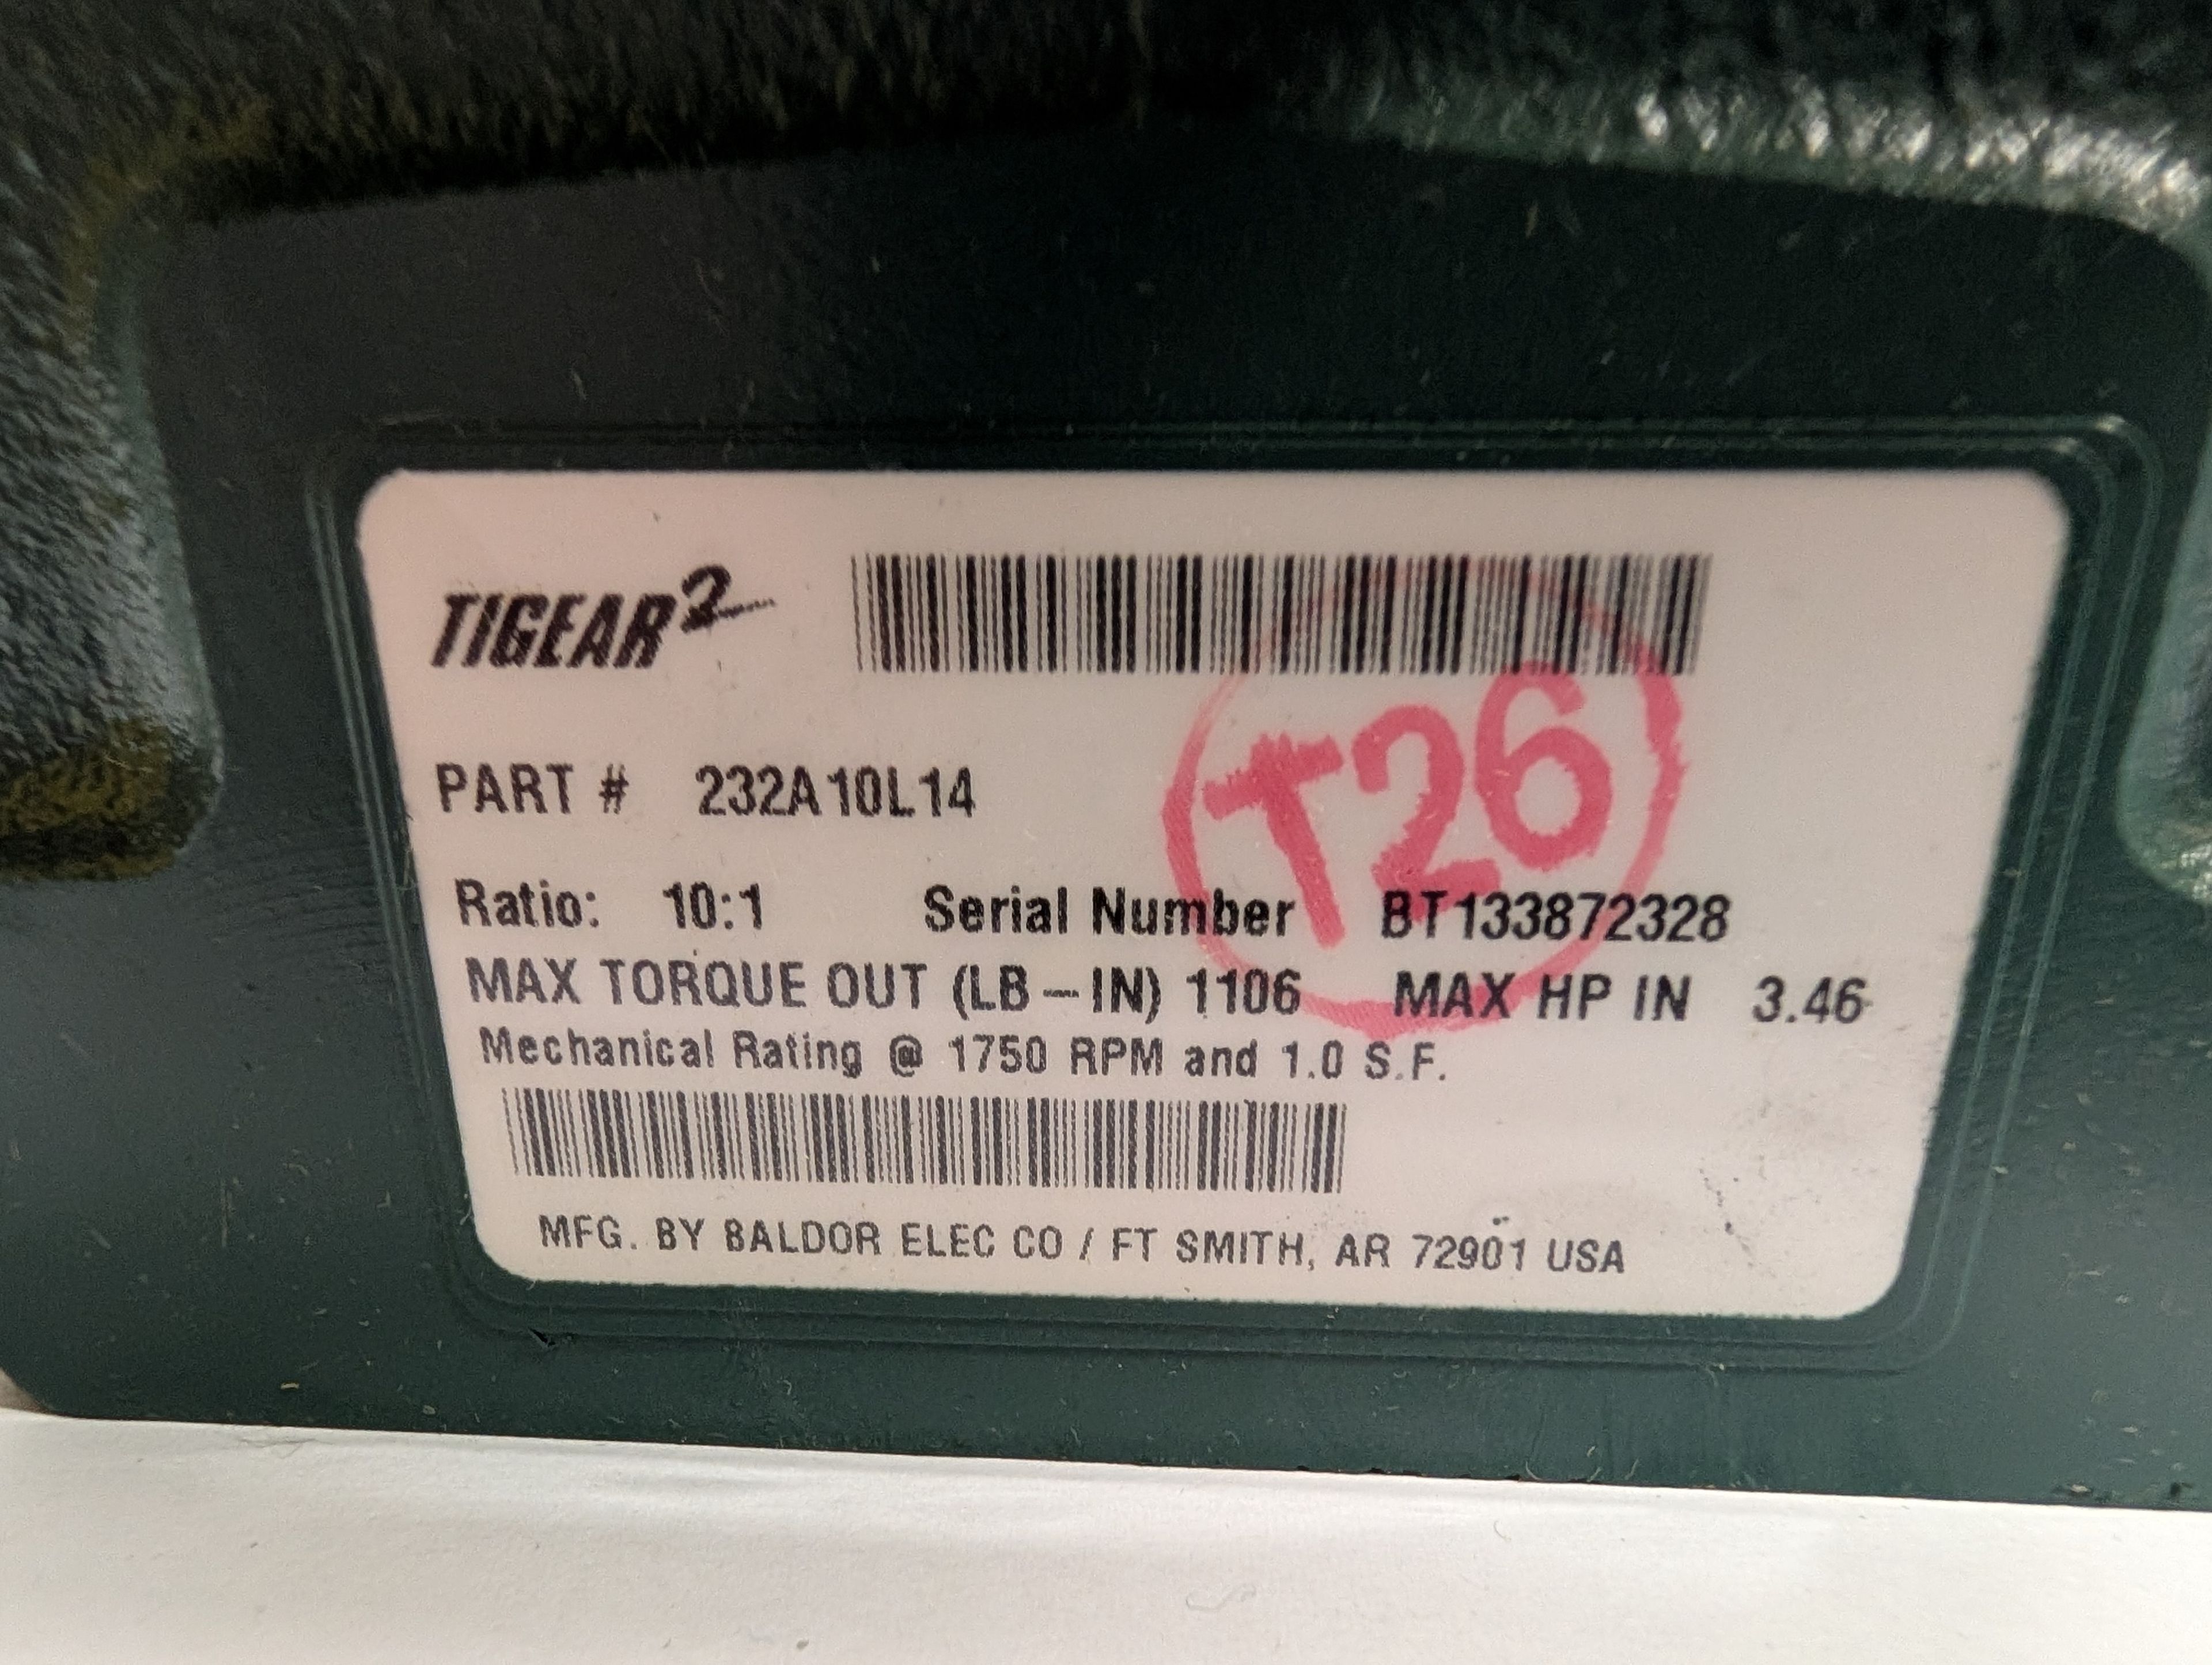 TIGEAR2
PART # 232A10L14
T26
Ratio: 10:1 Serial Number BT133872328
MAX TORQUE OUT (LB-IN) 1106 MAX HP IN 3.46
Mechanical Rating @ 1750 RPM and 1.0 S.F.
MFG. BY BALDOR ELEC CO / FT SMITH, AR 72901 USA